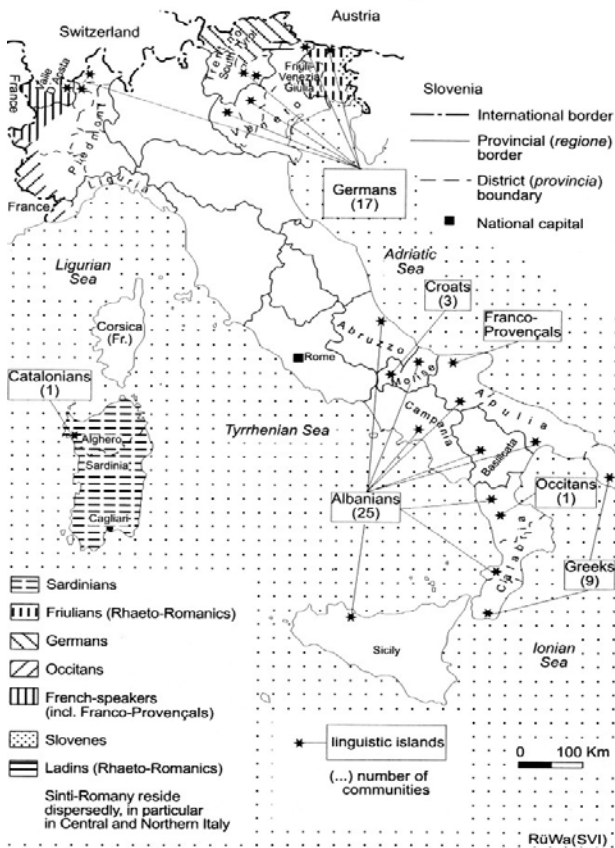 Switzerland
Austria
Slovenia
France
Valle
d'Aosta
Piedmont
Liguria
France
Trentino
South Tyrol
Veneto
Friuli-
Venezia
Giulia
International border
Provincial (regione)
border
District (provincia)
boundary
National capital
Germans
(17)
Ligurian
Sea
Adriatic
Sea
Croats
(3)
Franco-
Provençals
Corsica
(Fr.)
Rome
Abruzzo
Molise
Apulia
Campania
Basilicata
Catalonians
(1)
Alghero
Sardinia
Cagliari
Tyrrhenian Sea
Albanians
(25)
Occitans
(1)
Calabria
Greeks
(9)
Sicily
Ionian
Sea
Sardinians
Friulians (Rhaeto-Romanics)
Germans
Occitans
French-speakers
(incl. Franco-Provençals)
Slovenes
Ladins (Rhaeto-Romanics)
Sinti-Romany reside
dispersedly, in particular
in Central and Northern Italy
linguistic islands
(...) number of
communities
0 100 Km
RüWa(SVI)